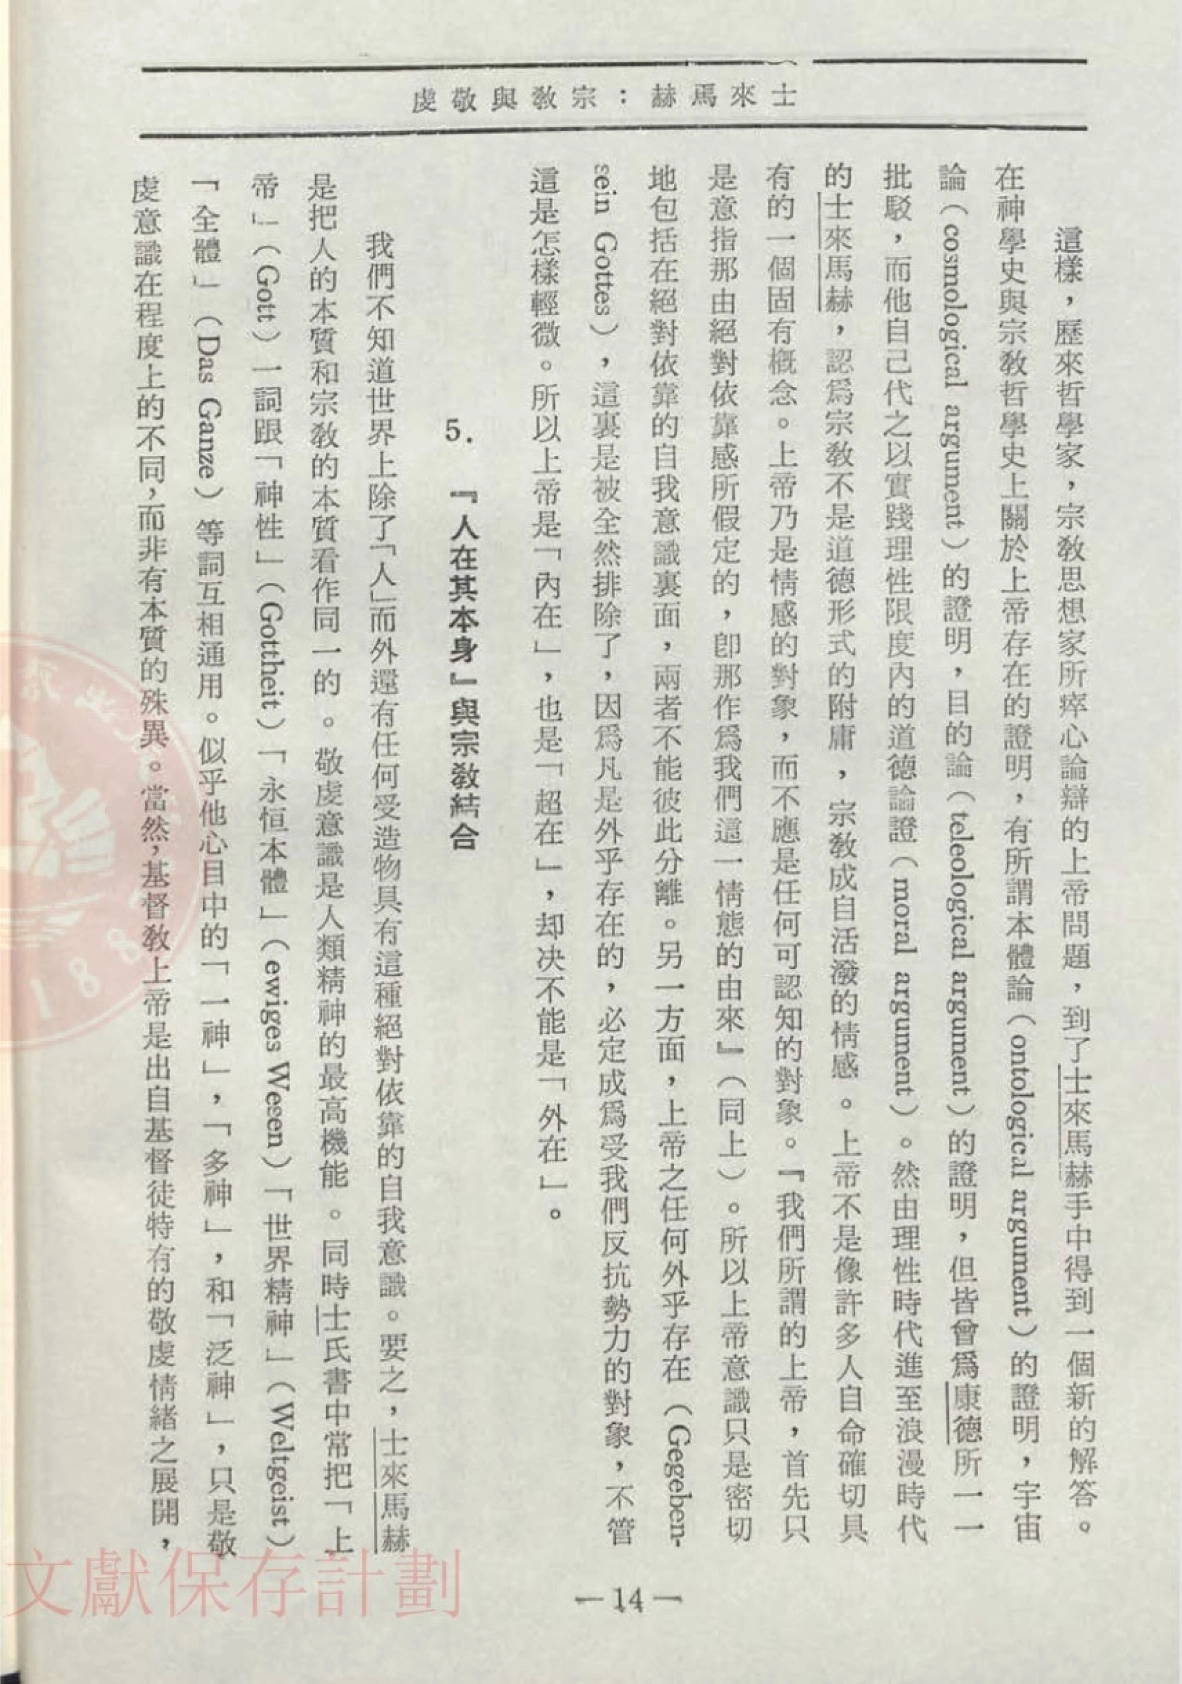 士來馬赫：宗敎與敬虔
這樣，歷來哲學家，宗敎思想家所瘁心論辯的上帝問題，到了士來馬赫手中得到一個新的解答。
在神學史與宗敎哲學史上關於上帝存在的證明，有所謂本體論（ontological argument）的證明，宇宙
論（cosmological argument）的證明，目的論（teleological argument）的證明，但皆曾爲康德所一一
批駁，而他自己代之以實踐理性限度內的道德論證（moral argument）。然由理性時代進至浪漫時代
的士來馬赫，認爲宗敎不是道德形式的附庸，宗敎成自活潑的情感。上帝不是像許多人自命確切具
有的一個固有槪念。上帝乃是情感的對象，而不應是任何可認知的對象。『我們所謂的上帝，首先只
是意指那由絕對依靠感所假定的，卽那作爲我們這一情態的由來』（同上）。所以上帝意識只是密切
地包括在絕對依靠的自我意識裏面，兩者不能彼此分離。另一方面，上帝之任何外乎存在（Gegeben-
sein Gottes），這裏是被全然排除了，因爲凡是外乎存在的，必定成爲受我們反抗勢力的對象，不管
這是怎樣輕微。所以上帝是「內在」，也是「超在」，却决不能是「外在」。
5. 『人在其本身』與宗敎結合
我們不知道世界上除了「人」而外還有任何受造物具有這種絕對依靠的自我意識。要之，士來馬赫
是把人的本質和宗敎的本質看作同一的。敬虔意識是人類精神的最高機能。同時士氏書中常把「上
帝」（Gott）一詞跟「神性」（Gottheit）「永恒本體」（ewiges Wesen）「世界精神」（Weltgeist）
「全體」（Das Ganze）等詞互相通用。似乎他心目中的「一神」，「多神」，和「泛神」，只是敬
虔意識在程度上的不同，而非有本質的殊異。當然，基督敎上帝是出自基督徒特有的敬虔情緒之展開，
—14—
文獻保存計劃
188